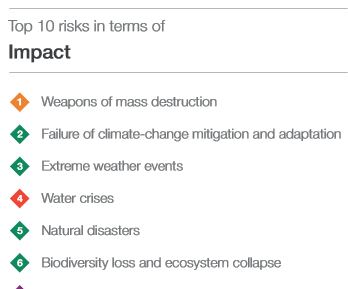 Top 10 risks in terms of
Impact
1 Weapons of mass destruction
2 Failure of climate-change mitigation and adaptation
3 Extreme weather events
4 Water crises
5 Natural disasters
6 Biodiversity loss and ecosystem collapse